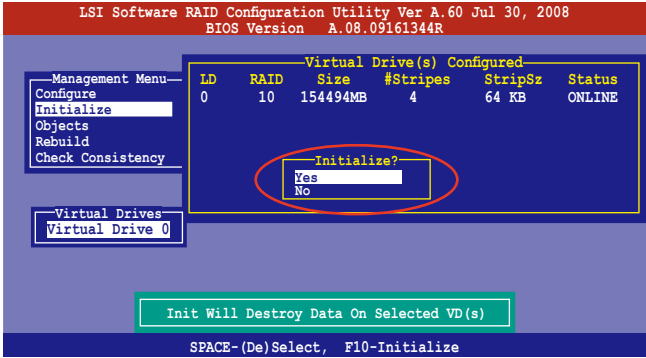 LSI Software RAID Configuration Utility Ver A.60 Jul 30, 2008
BIOS Version A.08.09161344R
Virtual Drive(s) Configured
LD RAID Size #Stripes StripSz Status
0 10 154494MB 4 64 KB ONLINE
Management Menu
Configure
Initialize
Objects
Rebuild
Check Consistency
Initialize?
Yes
No
Virtual Drives
Virtual Drive 0
Init Will Destroy Data On Selected VD(s)
SPACE-(De)Select, F10-Initialize